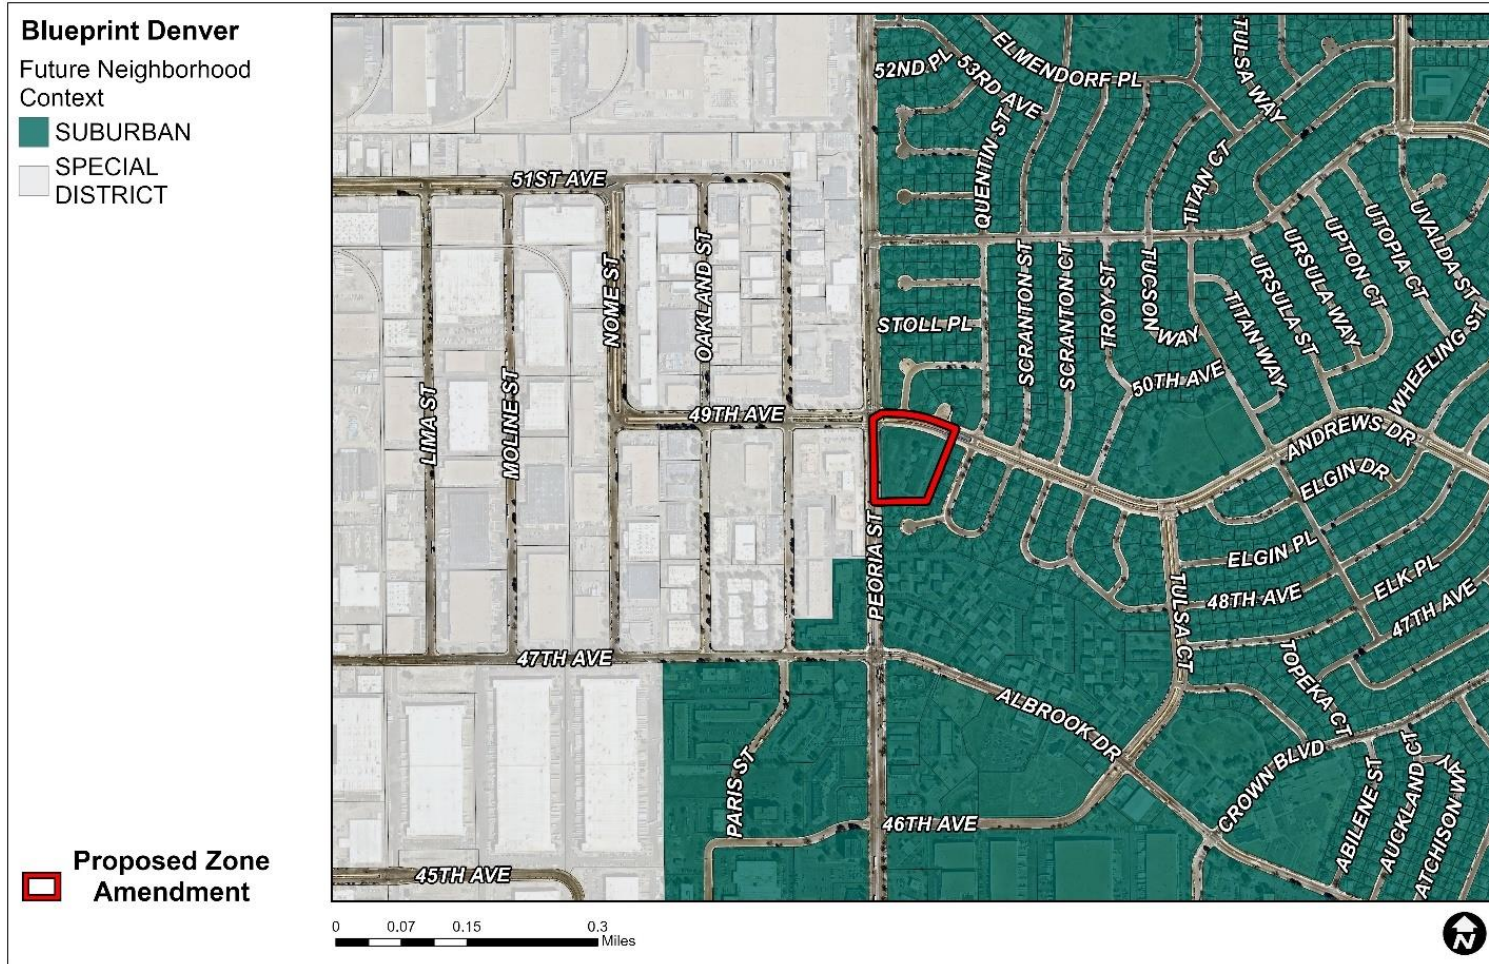 Blueprint Denver
Future Neighborhood
Context
SUBURBAN
SPECIAL
DISTRICT
Proposed Zone
Amendment
52ND PL
53RD AVE
ELMENDORF PL
TULSA WAY
QUENTIN ST
TITAN CT
51ST AVE
NOME ST
OAKLAND ST
LIMA ST
MOLINE ST
49TH AVE
STOLL PL
SCRANTON ST
SCRANTON CT
TROY ST
TUCSON WAY
50TH AVE
TITAN WAY
URSULA ST
URSULA WAY
UPTON CT
UTOPIA CT
UVALDA ST
WHEELING ST
ANDREWS DR
ELGIN DR
ELGIN PL
ELK PL
48TH AVE
47TH AVE
PEORIA ST
TULSA CT
47TH AVE
ALBROOK DR
TOPEKA CT
PARIS ST
46TH AVE
CROWN BLVD
ABILENE ST
AUCKLAND CT
ATCHISON WAY
45TH AVE
0 0.07 0.15 0.3
Miles
N